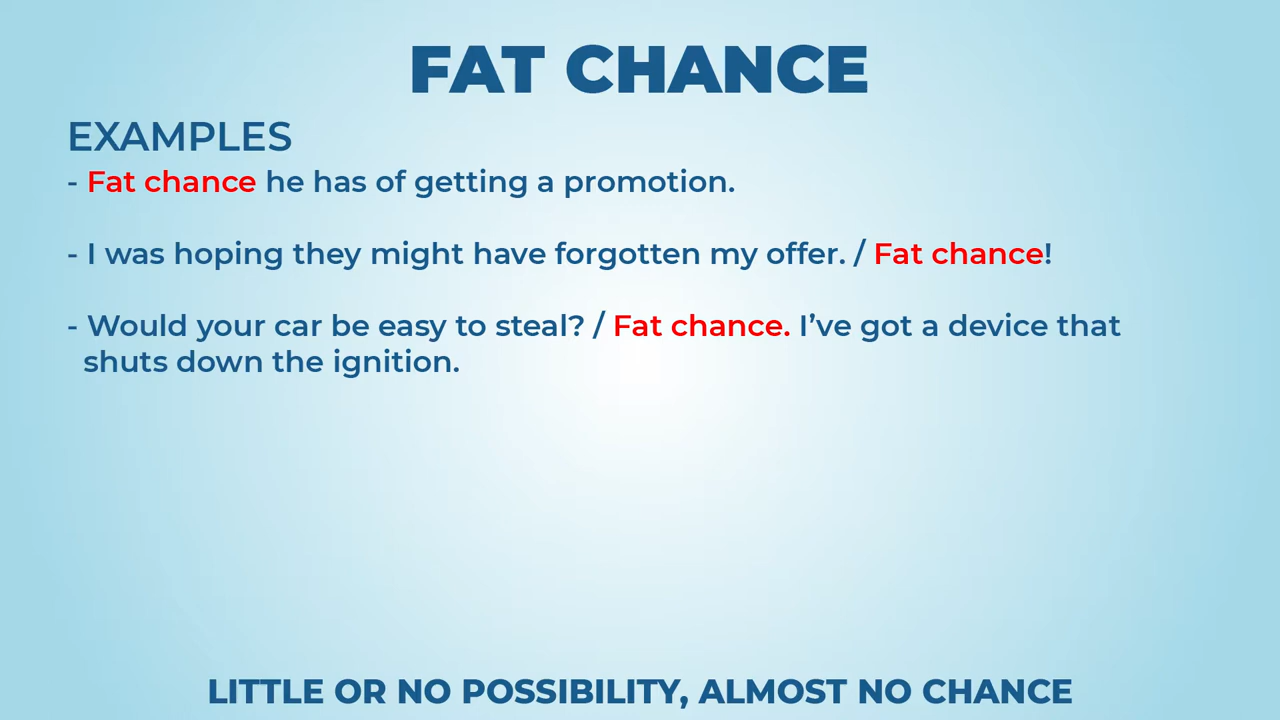 FAT CHANCE
EXAMPLES
- Fat chance he has of getting a promotion.
- I was hoping they might have forgotten my offer. / Fat chance!
- Would your car be easy to steal? / Fat chance. I’ve got a device that
shuts down the ignition.
LITTLE OR NO POSSIBILITY, ALMOST NO CHANCE